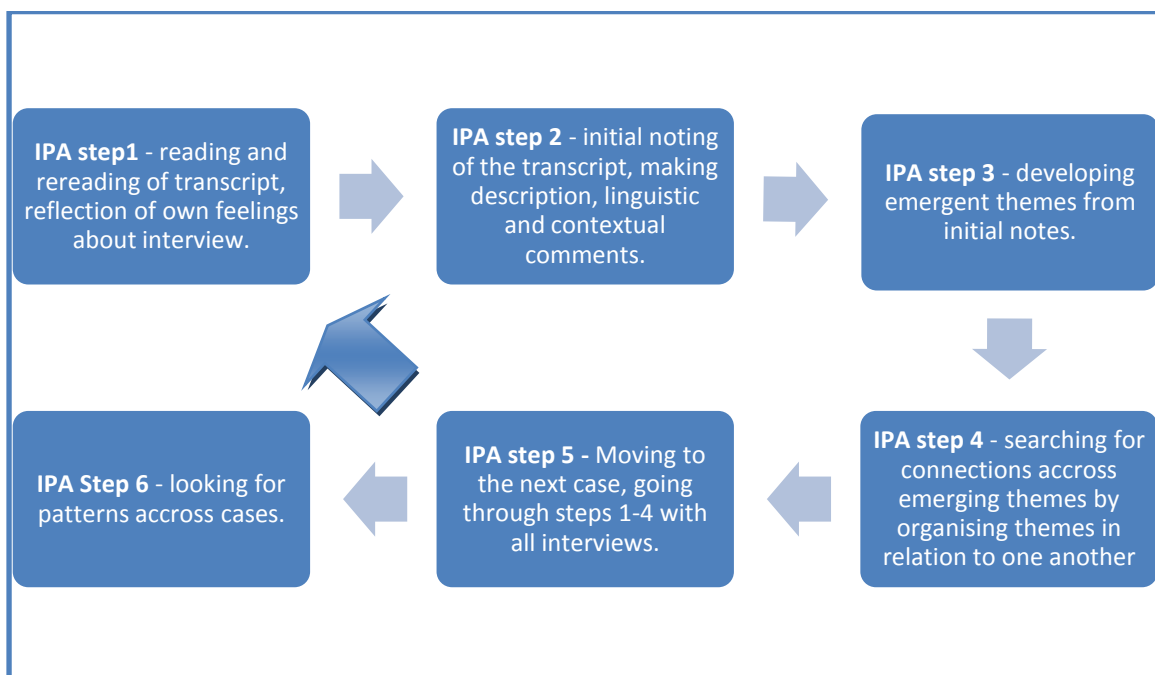 IPA step1 - reading and
rereading of transcript,
reflection of own feelings
about interview.
IPA step 2 - initial noting
of the transcript, making
description, linguistic
and contextual
comments.
IPA step 3 - developing
emergent themes from
initial notes.
IPA step 4 - searching for
connections accross
emerging themes by
organising themes in
relation to one another
IPA step 5 - Moving to
the next case, going
through steps 1-4 with
all interviews.
IPA Step 6 - looking for
patterns accross cases.